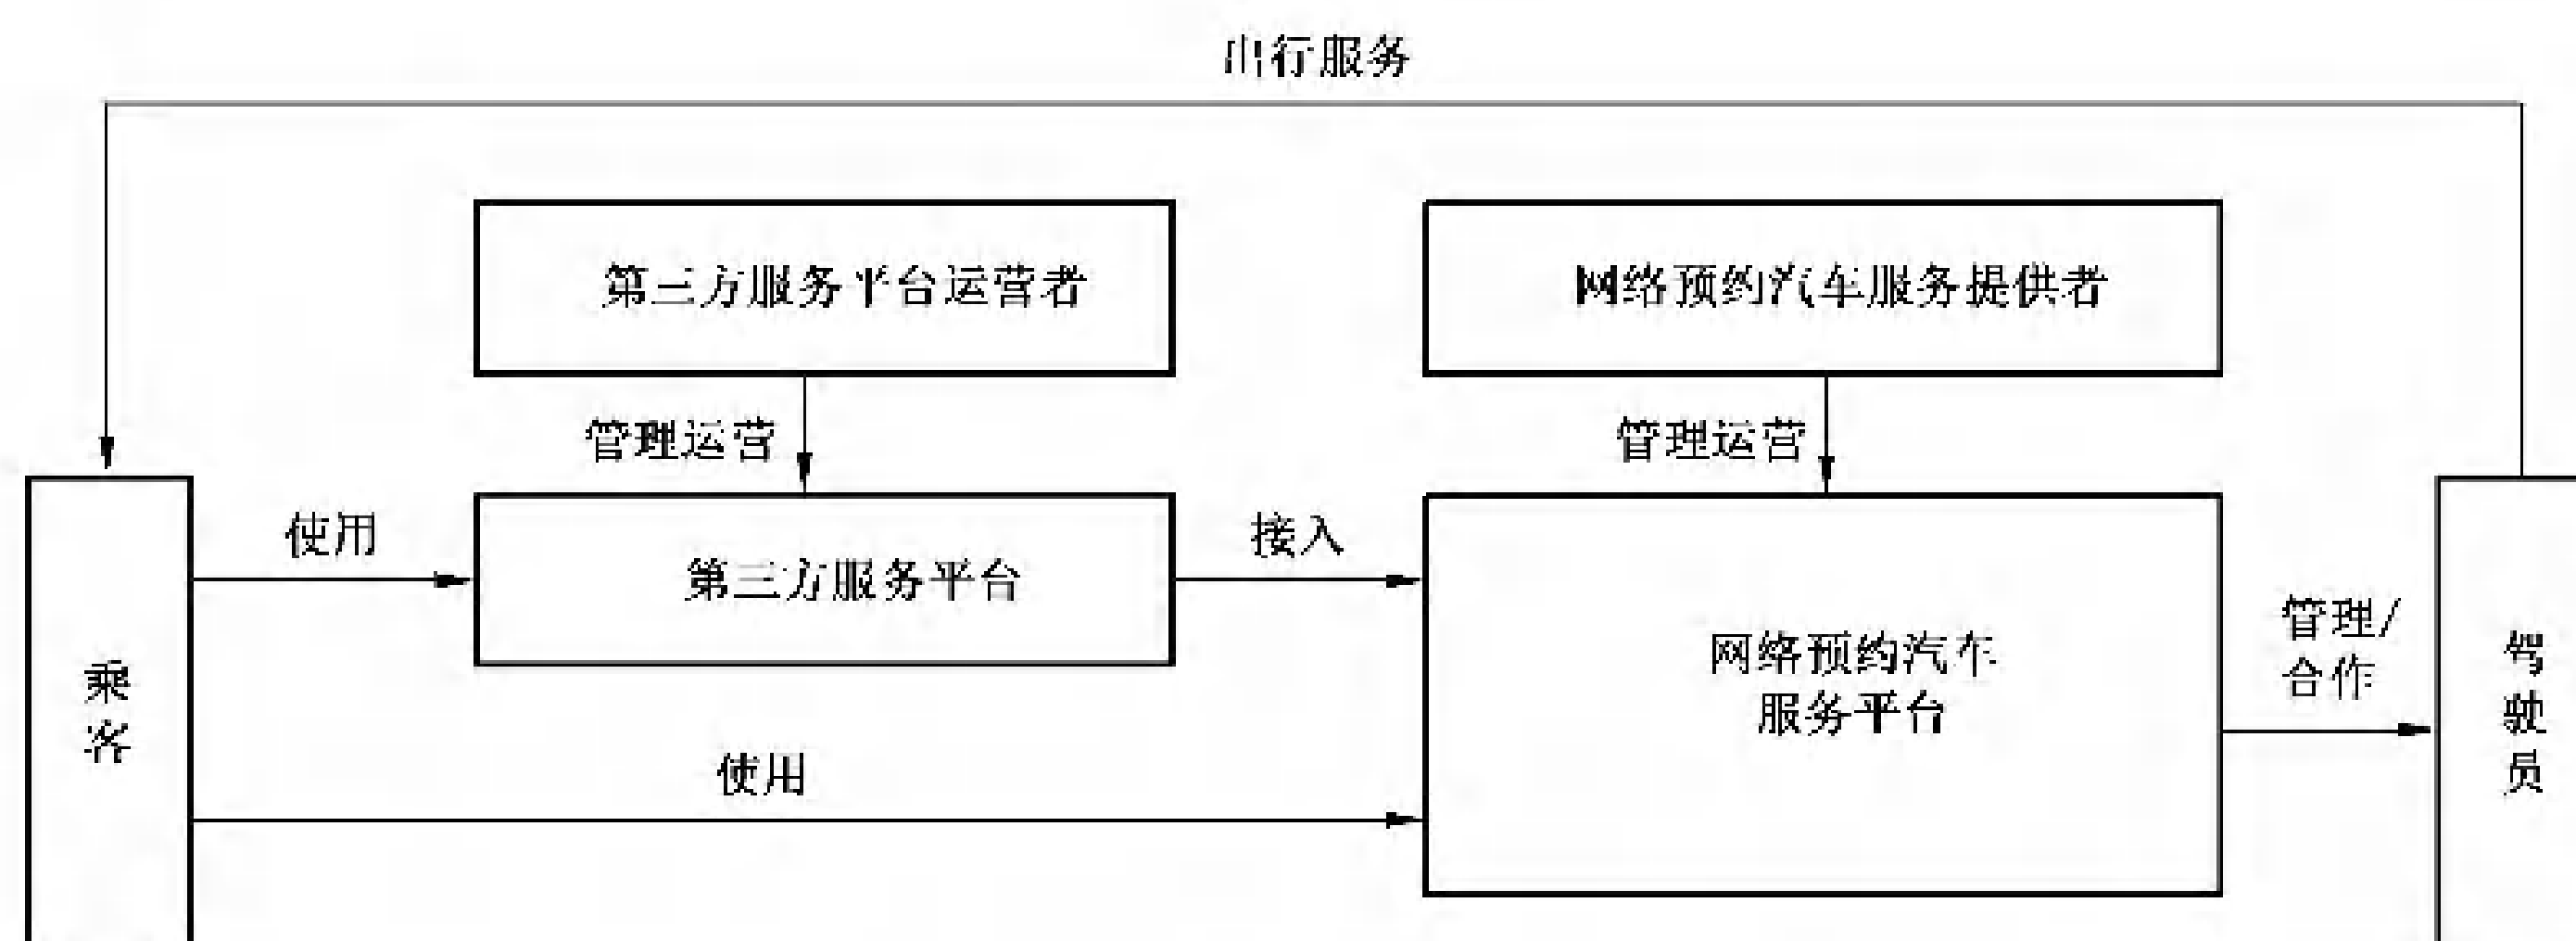 出行服务
第三方服务平台运营者
网络预约汽车服务提供者
管理运营
管理运营
使用
第三方服务平台
接入
网络预约汽车
服务平台
管理/
合作
乘
客
驾
驶
员
使用